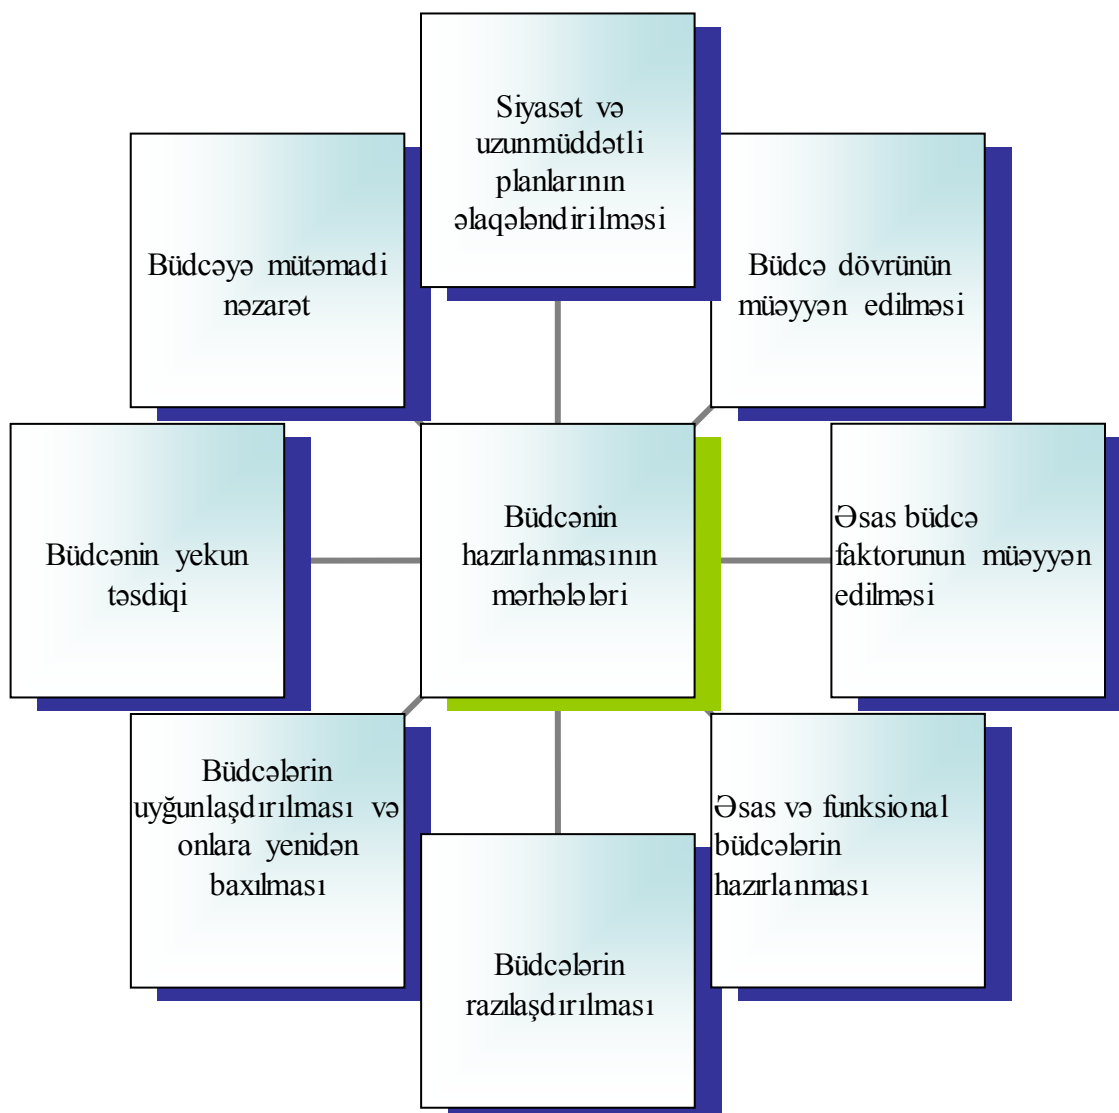 Siyasət və
uzunmüddətli
planlarının
əlaqələndirilməsi
Büdcə dövrünün
müəyyən edilməsi
Əsas büdcə
faktorunun müəyyən
edilməsi
Əsas və funksional
büdcələrin
hazırlanması
Büdcələrin
razılaşdırılması
Büdcələrin
uyğunlaşdırılması və
onlara yenidən
baxılması
Büdcənin yekun
təsdiqi
Büdcəyə mütəmadi
nəzarət
Büdcənin
hazırlanmasının
mərhələləri